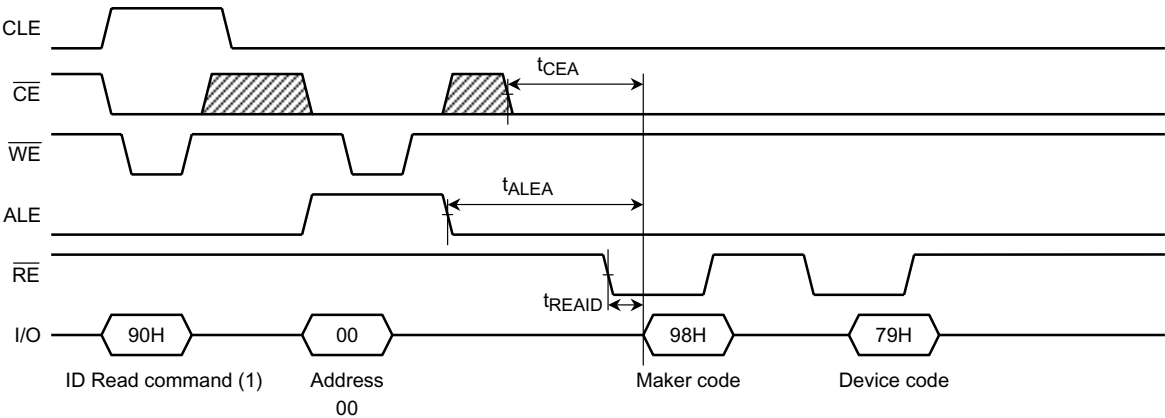 CLE
tCEA
CE
WE
tALEA
ALE
RE
tREAID
I/O 90H 00 98H 79H
ID Read command (1) Address Maker code Device code
00